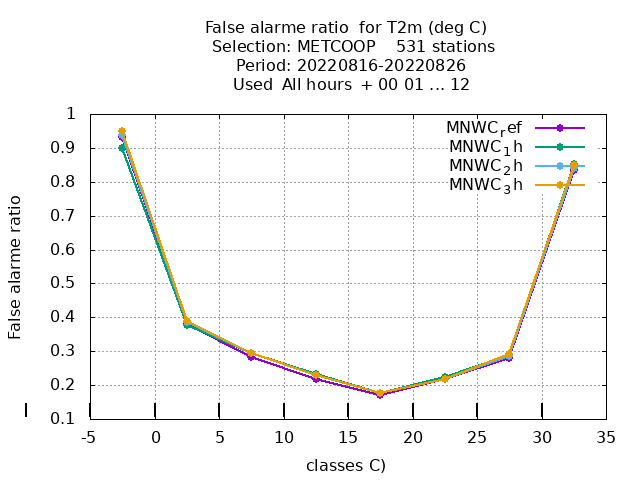 False alarme ratio  for T2m (deg C)
Selection: METCOOP    531 stations
Period: 20220816-20220826
Used  All hours  + 00 01 ... 12
MNWC_ref
MNWC_1h
MNWC_2h
MNWC_3h
False alarme ratio
1
0.9
0.8
0.7
0.6
0.5
0.4
0.3
0.2
0.1
-5 0 5 10 15 20 25 30 35
classes C)